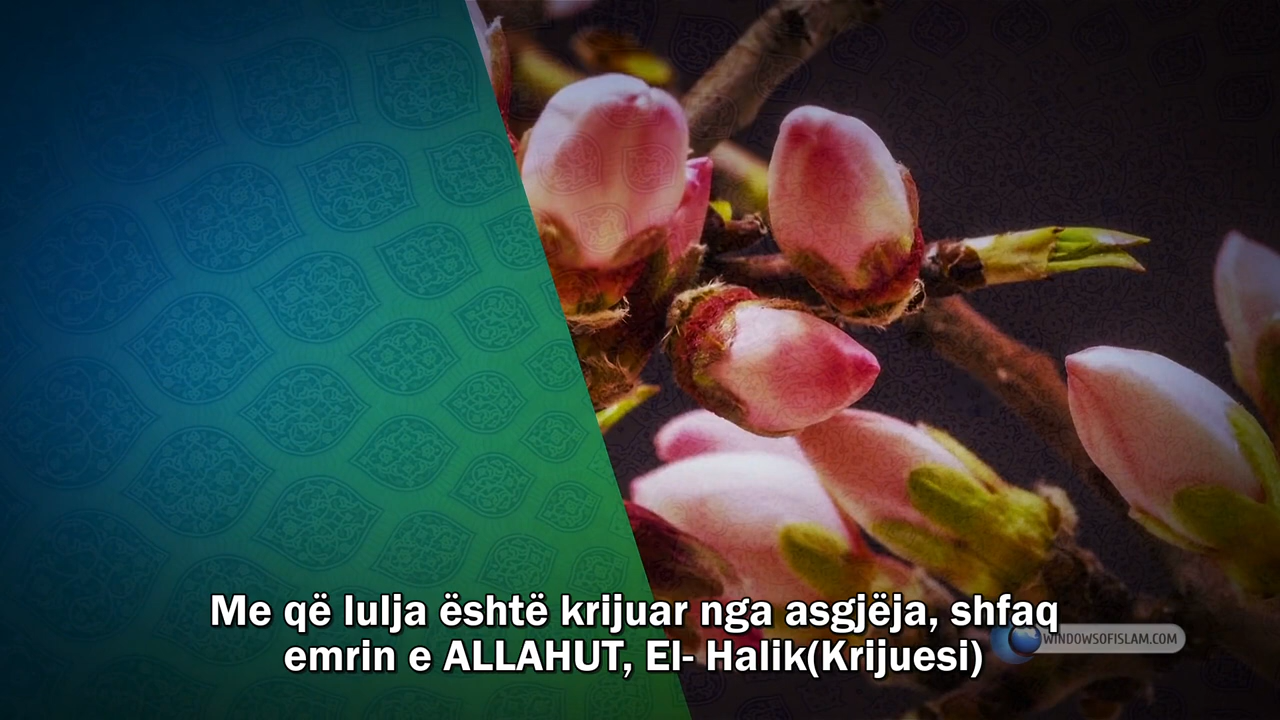 Me që lulja është krijuar nga asgjëja, shfaq
emrin e ALLAHUT, El- Halik(Krijuesi)
WINDOWSOFISLAM.COM